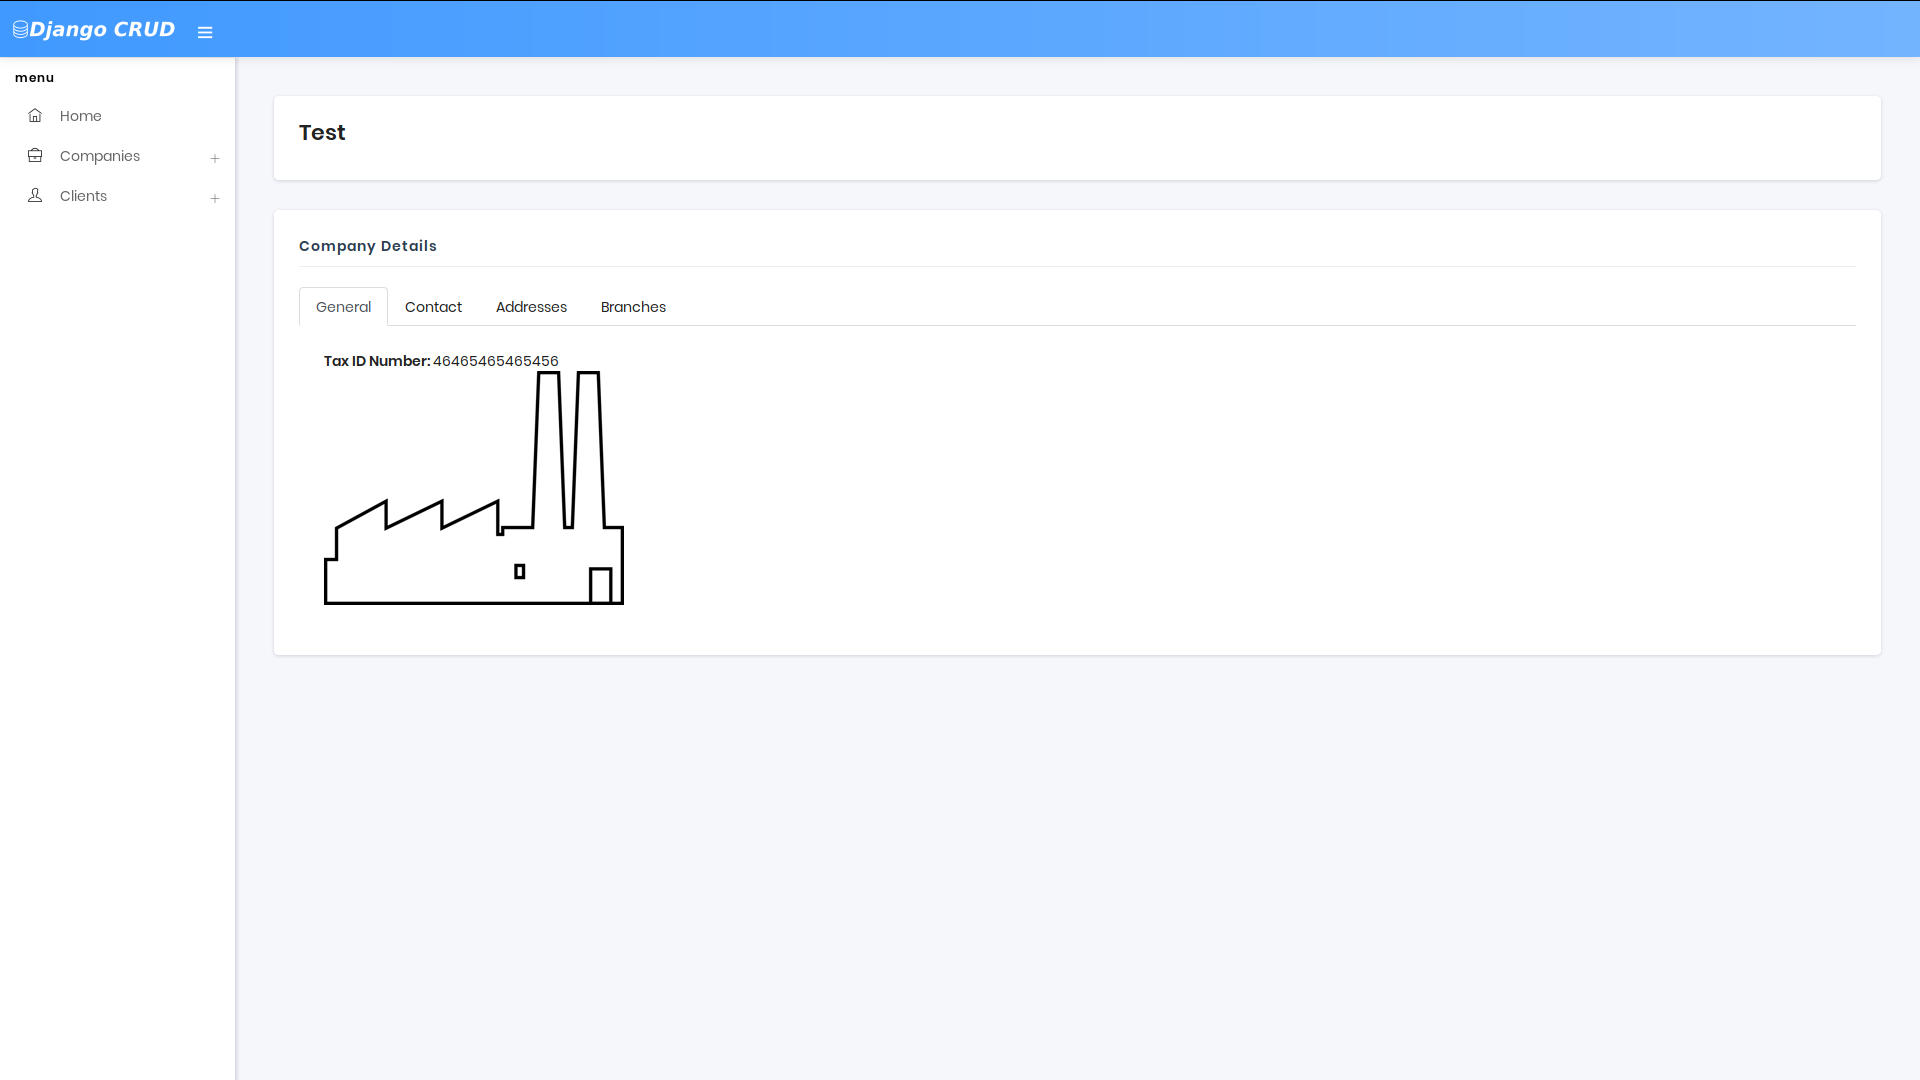 Django CRUD
menu
Home
Companies
Clients
Test
Company Details
General Contact Addresses Branches
Tax ID Number: 46465465465456